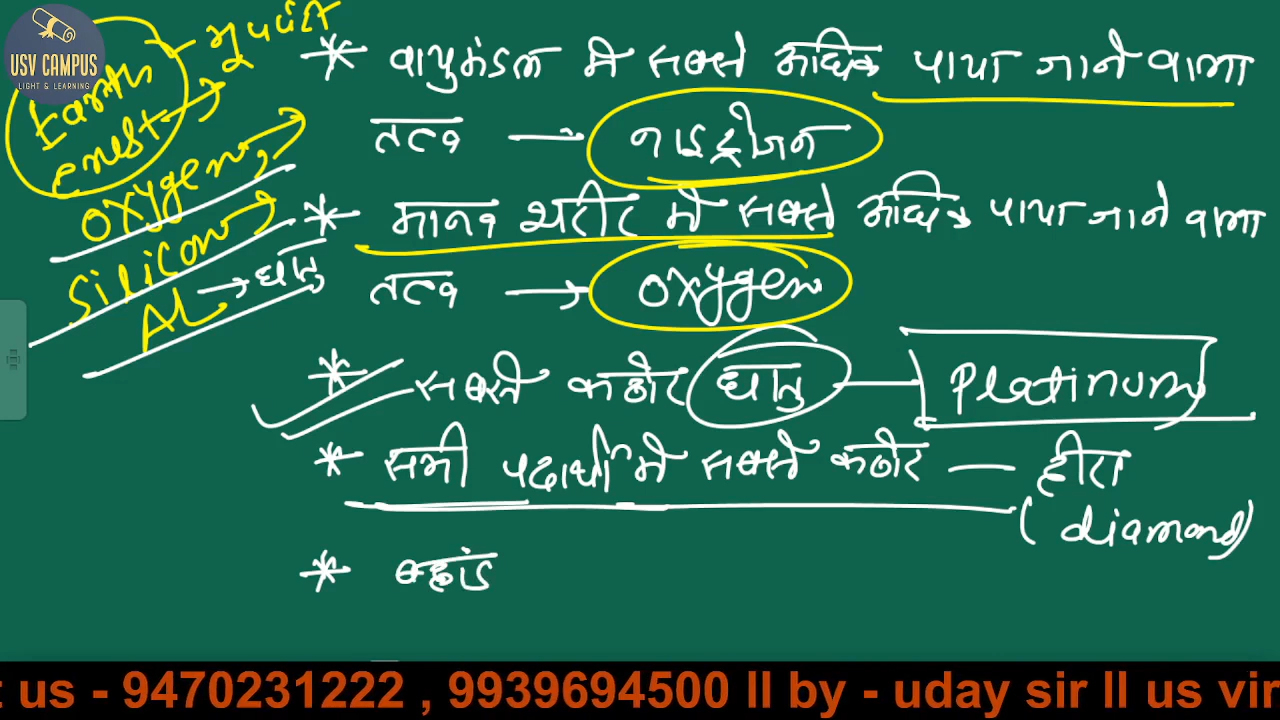 USV CAMPUS
LIGHT & LEARNING
Earth → भूपर्पटी
crust →
Oxygen,
Silicon
AL → धातु
* वायुमंडल में सबसे अधिक पाया जाने वाला
तत्व → नाइट्रोजन
* मानव शरीर में सबसे अधिक पाया जाने वाला
तत्व → oxygen
* सबसे कठोर धातु — Platinum
* सभी पदार्थों में सबसे कठोर — हीरा
(diamond)
* ब्रह्मांड
t us - 9470231222 , 9939694500 ll by - uday sir ll us vir